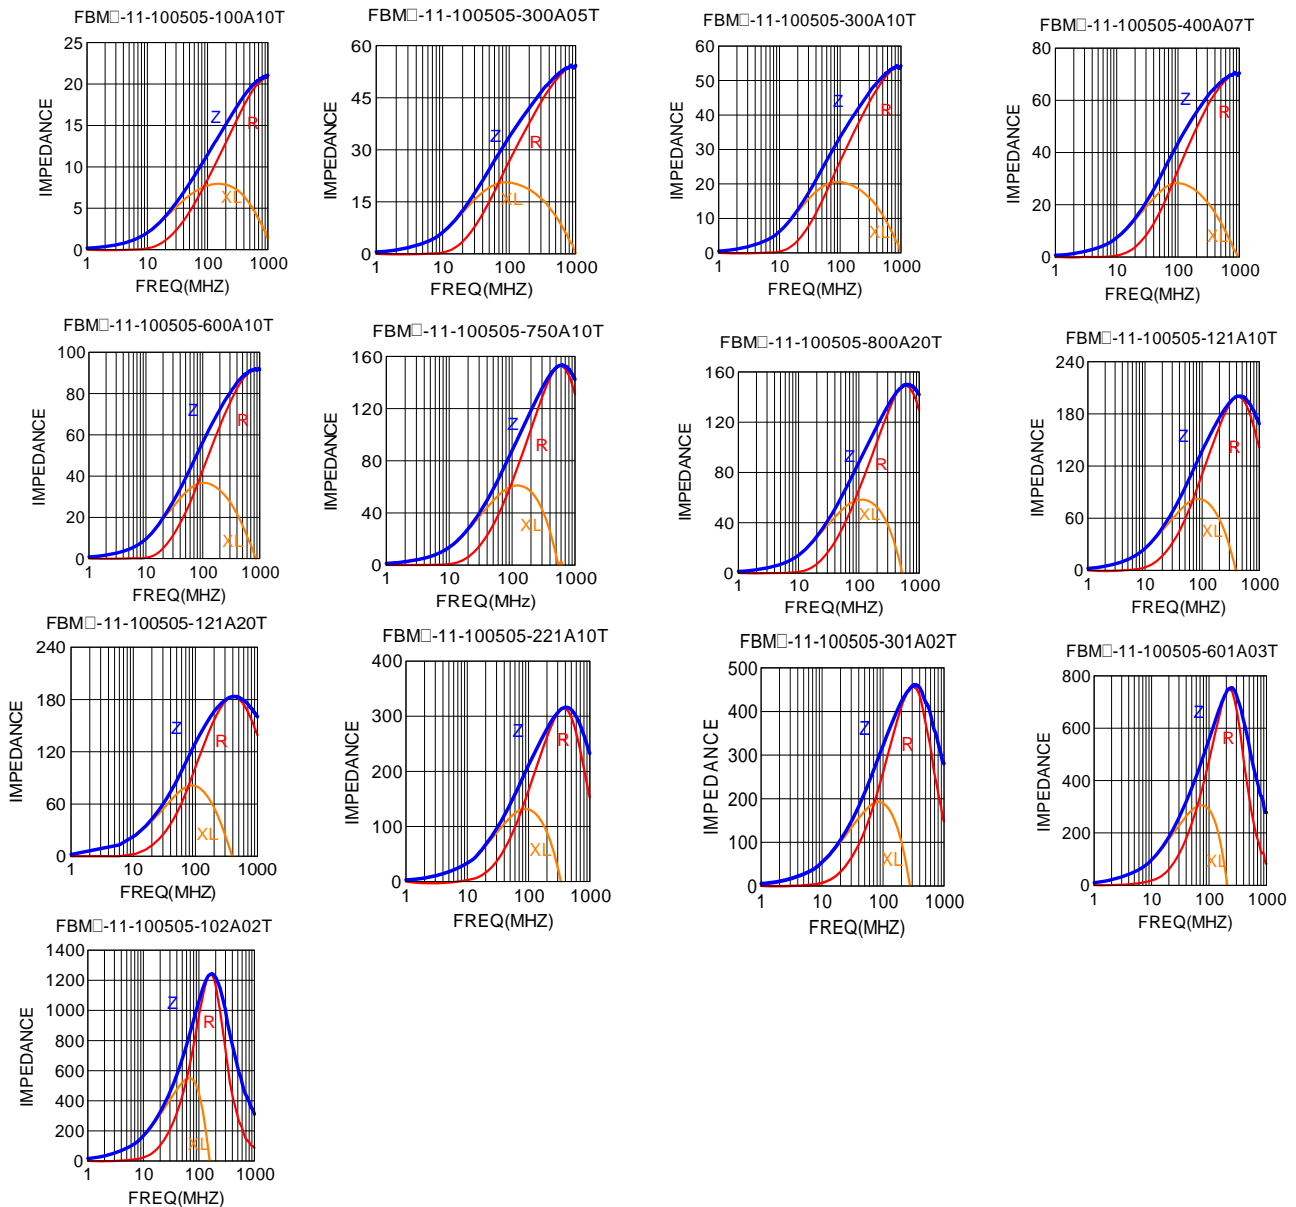 FBM□-11-100505-100A10T
IMPEDANCE
25
20
15
10
5
0
Z
R
XL
1 10 100 1000
FREQ(MHZ)
FBM□-11-100505-300A05T
IMPEDANCE
60
45
30
15
0
Z
R
XL
1 10 100 1000
FREQ(MHZ)
FBM□-11-100505-300A10T
IMPEDANCE
60
50
40
30
20
10
0
Z
R
XL
1 10 100 1000
FREQ(MHZ)
FBM□-11-100505-400A07T
IMPEDANCE
80
60
40
20
0
Z
R
XL
1 10 100 1000
FREQ(MHZ)
FBM□-11-100505-600A10T
IMPEDANCE
100
80
60
40
20
0
Z
R
XL
1 10 100 1000
FREQ(MHZ)
FBM□-11-100505-750A10T
IMPEDANCE
160
120
80
40
0
Z
R
XL
1 10 100 1000
FREQ(MHz)
FBM□-11-100505-800A20T
IMPEDANCE
160
120
80
40
0
Z
R
XL
1 10 100 1000
FREQ(MHZ)
FBM□-11-100505-121A10T
IMPEDANCE
240
180
120
60
0
Z
R
XL
1 10 100 1000
FREQ(MHZ)
FBM□-11-100505-121A20T
IMPEDANCE
240
180
120
60
0
Z
R
XL
1 10 100 1000
FREQ(MHZ)
FBM□-11-100505-221A10T
IMPEDANCE
400
300
200
100
0
Z
R
XL
1 10 100 1000
FREQ(MHZ)
FBM□-11-100505-301A02T
IMPEDANCE
500
400
300
200
100
0
Z
R
XL
1 10 100 1000
FREQ(MHZ)
FBM□-11-100505-601A03T
IMPEDANCE
800
600
400
200
0
Z
R
XL
1 10 100 1000
FREQ(MHZ)
FBM□-11-100505-102A02T
IMPEDANCE
1400
1200
1000
800
600
400
200
0
Z
R
XL
1 10 100 1000
FREQ(MHZ)